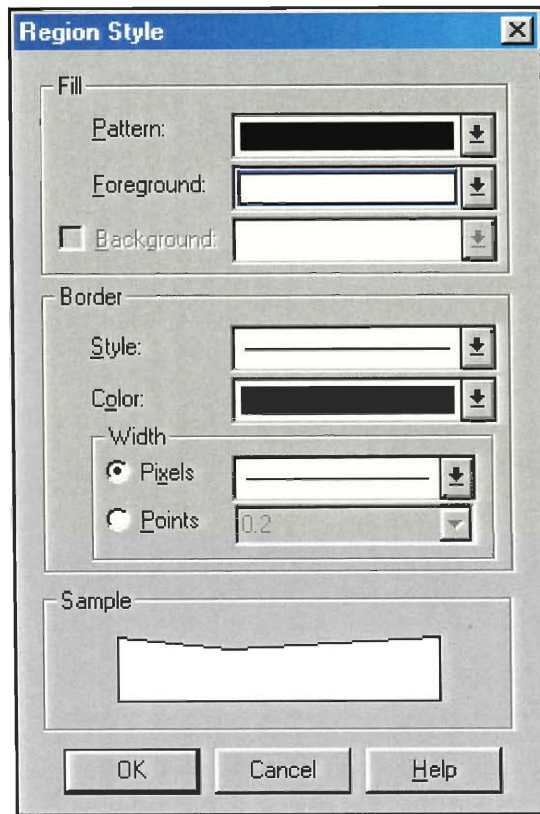 Region Style
Fill
Pattern:
Foreground:
Background:
Border
Style:
Color:
Width
Pixels
Points
0.2
Sample
OK
Cancel
Help